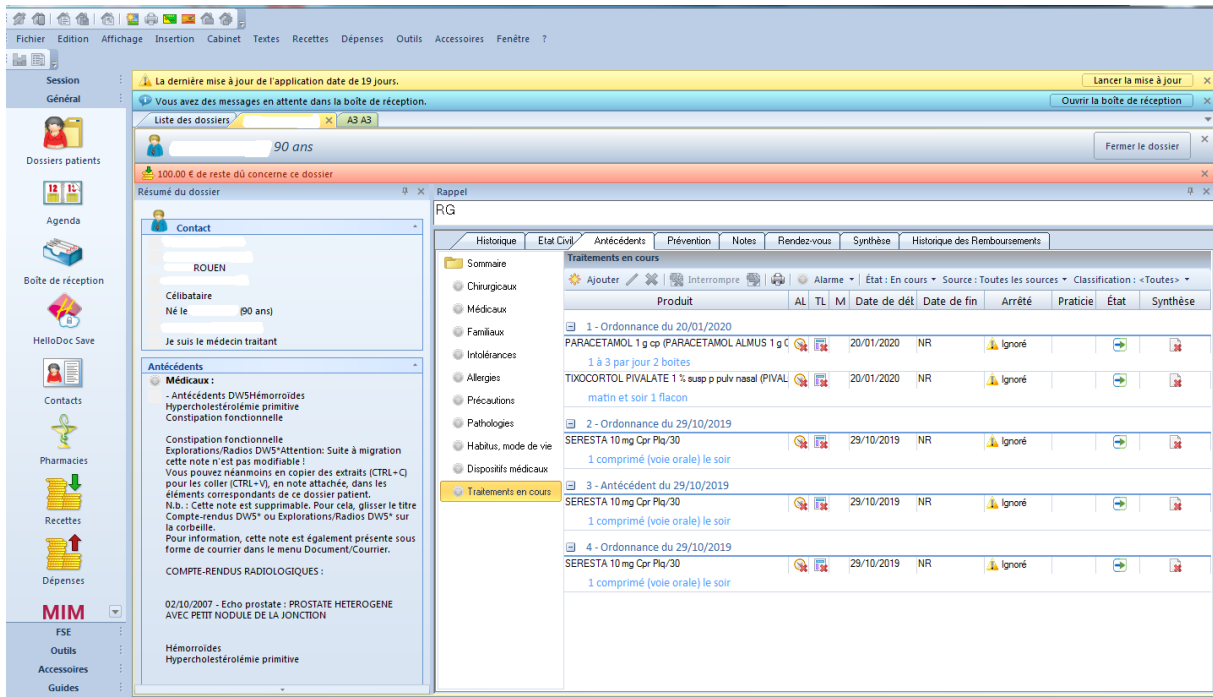 Fichier Edition Affichage Insertion Cabinet Textes Recettes Dépenses Outils Accessoires Fenêtre ?
Session
Général
Dossiers patients
Agenda
Boîte de réception
HelloDoc Save
Contacts
Pharmacies
Recettes
Dépenses
MIM
FSE
Outils
Accessoires
Guides
La dernière mise à jour de l'application date de 19 jours.
Lancer la mise à jour
Vous avez des messages en attente dans la boîte de réception.
Ouvrir la boîte de réception
Liste des dossiers
A3 A3
90 ans
Fermer le dossier
100.00 € de reste dû concerne ce dossier
Résumé du dossier
Contact
ROUEN
Célibataire
Né le (90 ans)
Je suis le médecin traitant
Antécédents
Médicaux :
- Antécédents DW5Hémorroïdes
Hypercholestérolémie primitive
Constipation fonctionnelle
Constipation fonctionnelle
Explorations/Radios DW5*Attention: Suite à migration
cette note n'est pas modifiable !
Vous pouvez néanmoins en copier des extraits (CTRL+C)
pour les coller (CTRL+V), en note attachée, dans les
éléments correspondants de ce dossier patient.
N.b. : Cette note est supprimable. Pour cela, glisser le titre
Compte-rendus DW5* ou Explorations/Radios DW5* sur
la corbeille.
Pour information, cette note est également présente sous
forme de courrier dans le menu Document/Courrier.
COMPTE-RENDUS RADIOLOGIQUES :
02/10/2007 - Echo prostate : PROSTATE HETEROGENE
AVEC PETIT NODULE DE LA JONCTION
Hémorroïdes
Hypercholestérolémie primitive
Rappel
RG
Historique Etat Civil Antécédents Prévention Notes Rendez-vous Synthèse Historique des Remboursements
Sommaire
Chirurgicaux
Médicaux
Familiaux
Intolérances
Allergies
Précautions
Pathologies
Habitus, mode de vie
Dispositifs médicaux
Traitements en cours
Traitements en cours
Ajouter Interrompre Alarme État : En cours Source : Toutes les sources Classification : <Toutes>
Produit AL TL M Date de dét Date de fin Arrêté Praticie État Synthèse
1 - Ordonnance du 20/01/2020
PARACETAMOL 1 g cp (PARACETAMOL ALMUS 1 g C 20/01/2020 NR Ignoré
1 à 3 par jour 2 boites
TIXOCORTOL PIVALATE 1 % susp p pulv nasal (PIVAL 20/01/2020 NR Ignoré
matin et soir 1 flacon
2 - Ordonnance du 29/10/2019
SERESTA 10 mg Cpr Plq/30 29/10/2019 NR Ignoré
1 comprimé (voie orale) le soir
3 - Antécédent du 29/10/2019
SERESTA 10 mg Cpr Plq/30 29/10/2019 NR Ignoré
1 comprimé (voie orale) le soir
4 - Ordonnance du 29/10/2019
SERESTA 10 mg Cpr Plq/30 29/10/2019 NR Ignoré
1 comprimé (voie orale) le soir